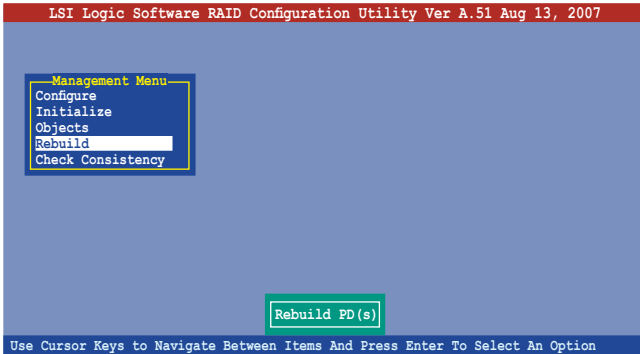 LSI Logic Software RAID Configuration Utility Ver A.51 Aug 13, 2007
Management Menu
Configure
Initialize
Objects
Rebuild
Check Consistency
Rebuild PD(s)
Use Cursor Keys to Navigate Between Items And Press Enter To Select An Option